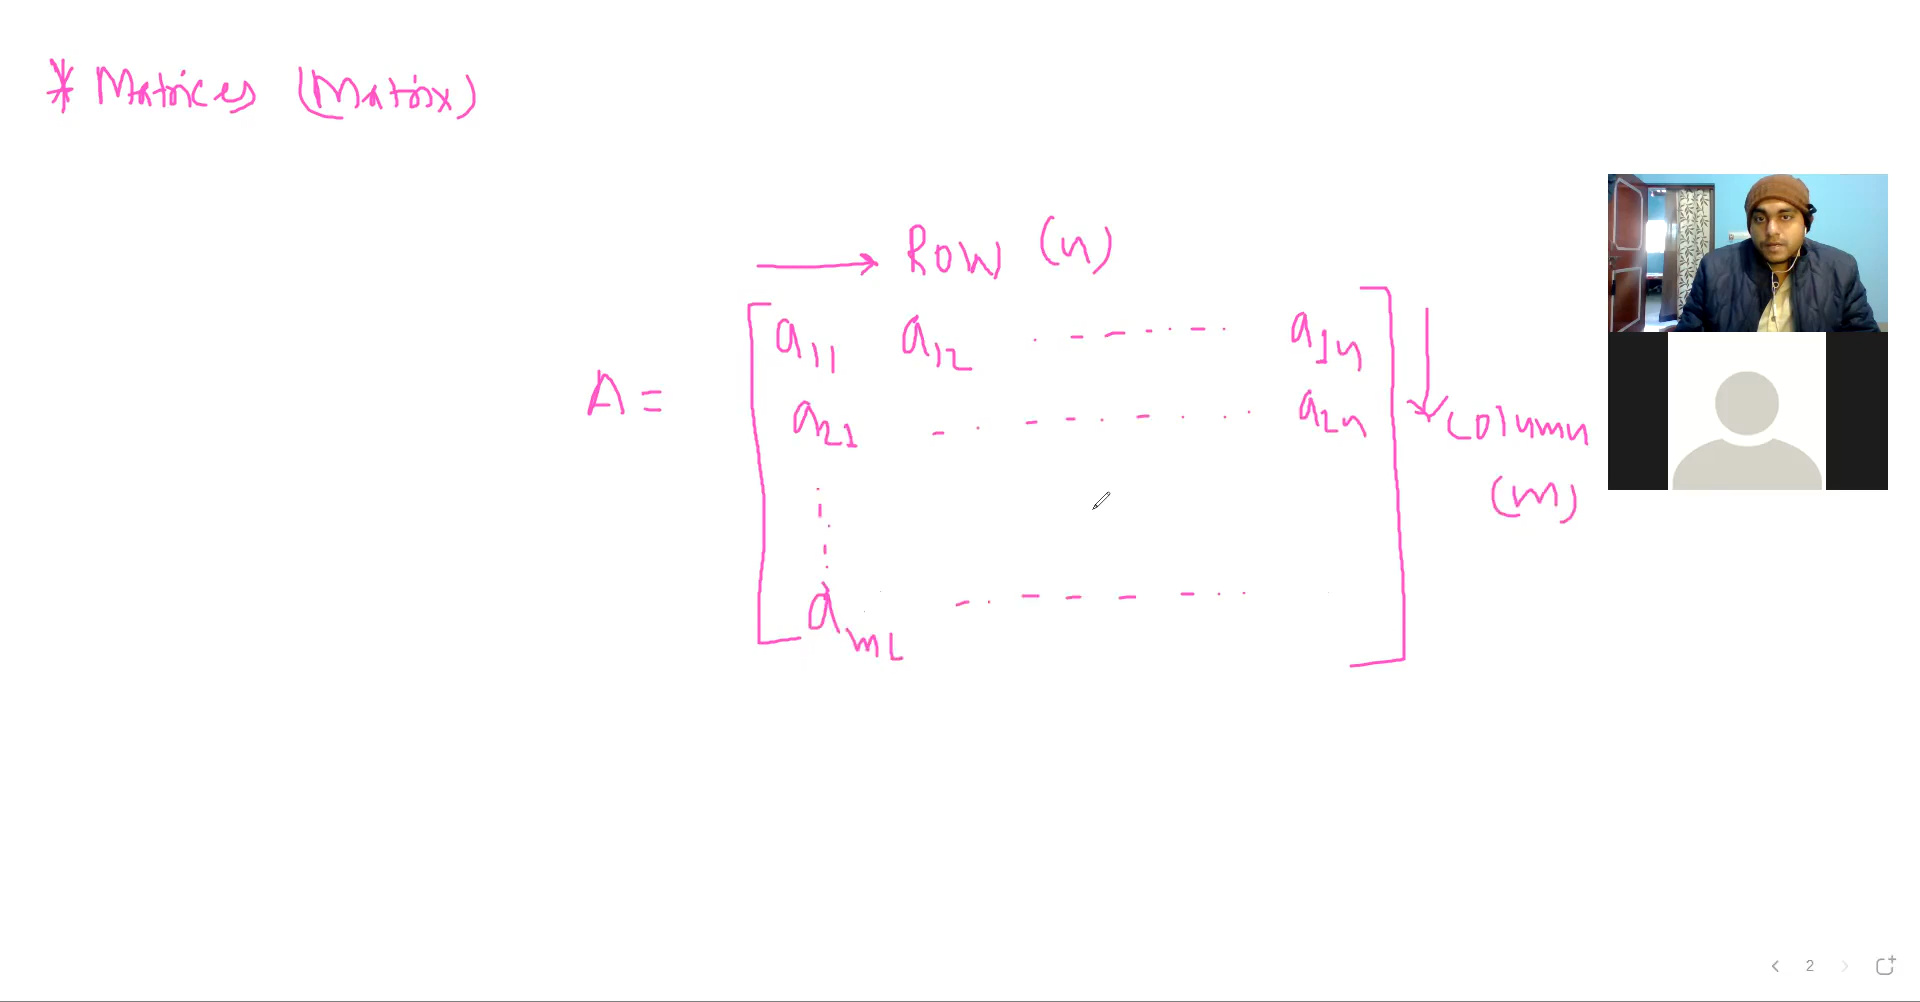 * Matrices (Matrix)
→ Row (n)
A = [ a11 a12 . - - - . - . a1n
a21 - . - - . - . . . a2n
am1 - . - - - - . . ]
↓ column
(m)
2